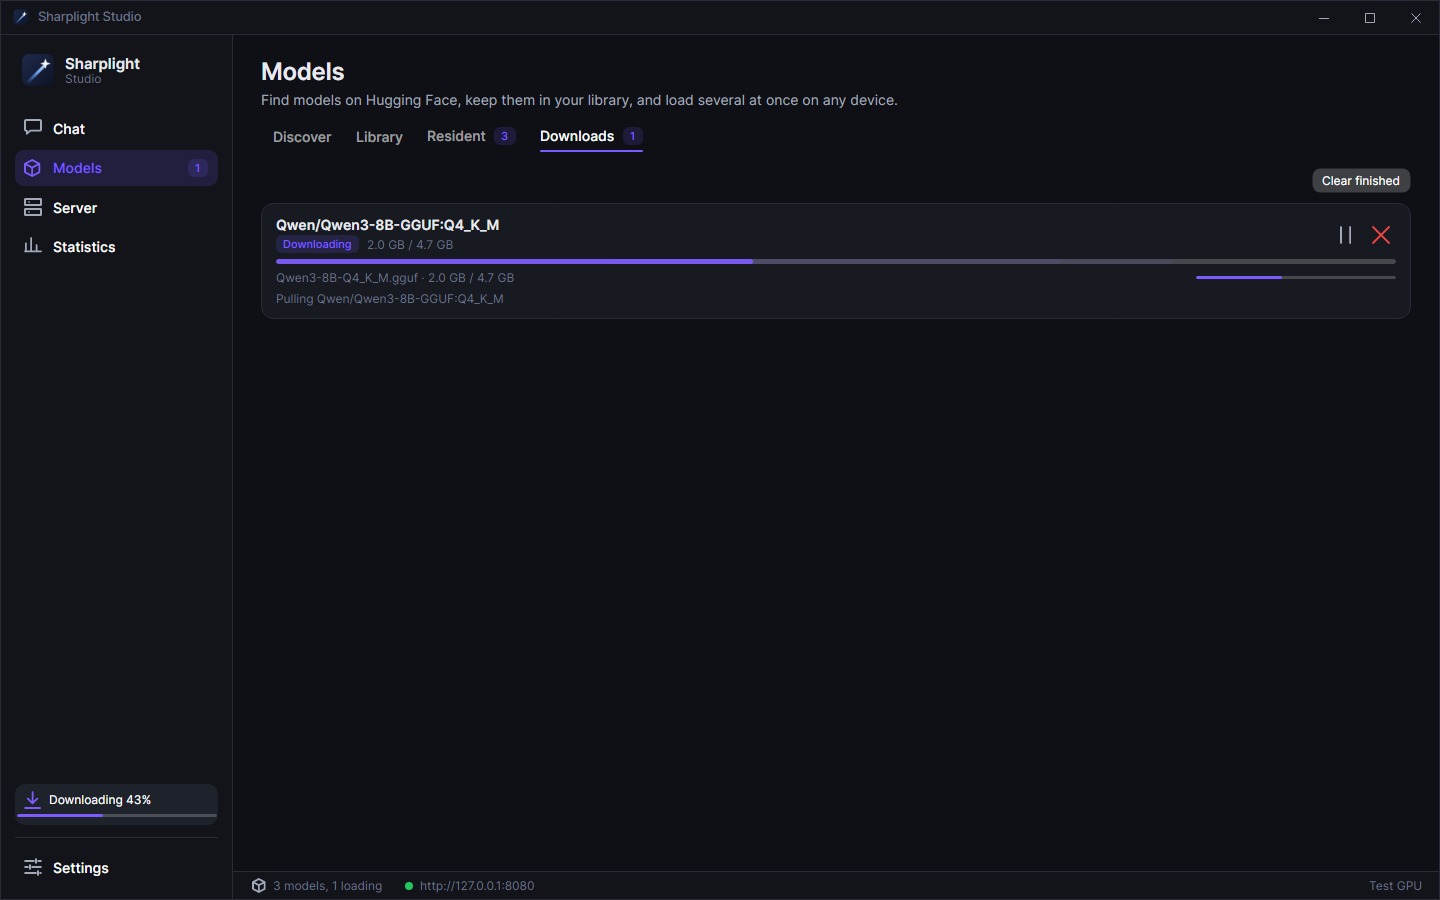 Sharplight Studio
Sharplight
Studio
Chat
Models 1
Server
Statistics
Downloading 43%
Settings
Models
Find models on Hugging Face, keep them in your library, and load several at once on any device.
Discover Library Resident 3 Downloads 1
Clear finished
Qwen/Qwen3-8B-GGUF:Q4_K_M
Downloading 2.0 GB / 4.7 GB
Qwen3-8B-Q4_K_M.gguf · 2.0 GB / 4.7 GB
Pulling Qwen/Qwen3-8B-GGUF:Q4_K_M
3 models, 1 loading http://127.0.0.1:8080 Test GPU